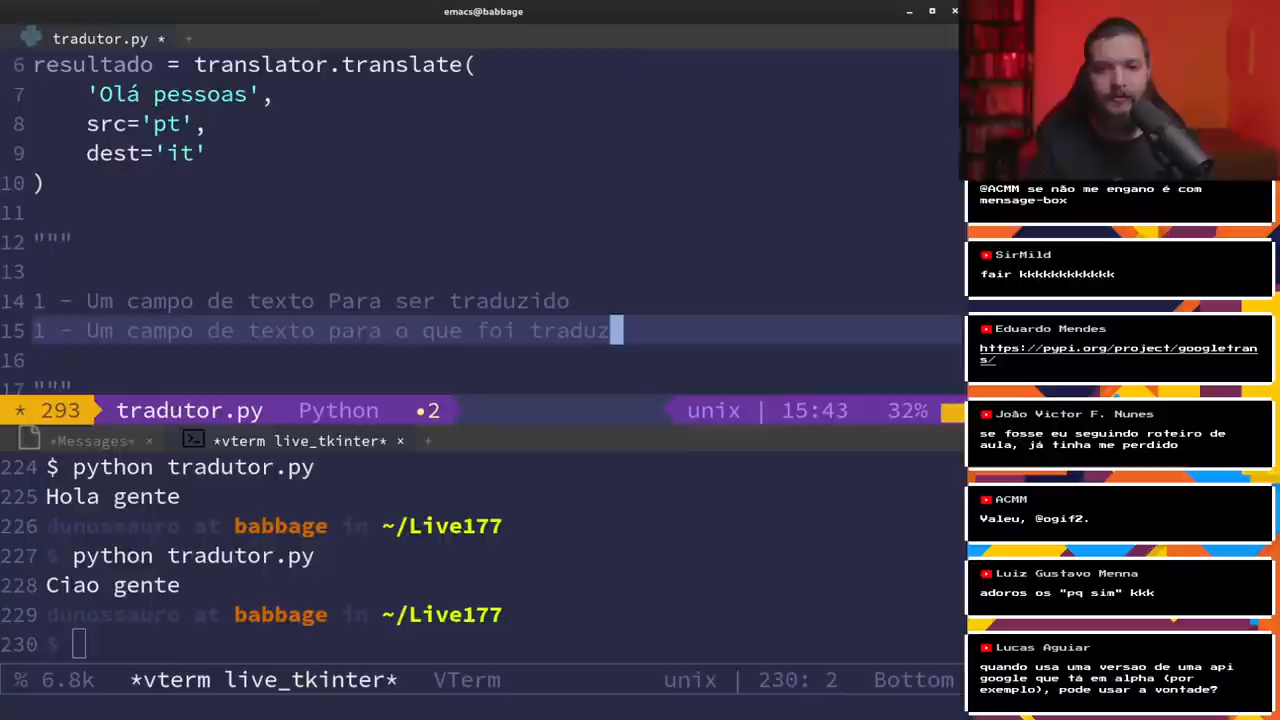 emacs@babbage
tradutor.py *
6 resultado = translator.translate(
7 'Olá pessoas',
8 src='pt',
9 dest='it'
10 )
11
12 """
13
14 1 - Um campo de texto Para ser traduzido
15 1 - Um campo de texto para o que foi traduz
16
17 """
* 293 tradutor.py Python •2 unix | 15:43 32%
*Messages* × *vterm live_tkinter* × +
224 $ python tradutor.py
225 Hola gente
226 dunossauro at babbage in ~/Live177
227 $ python tradutor.py
228 Ciao gente
229 dunossauro at babbage in ~/Live177
230 $
% 6.8k *vterm live_tkinter* VTerm unix | 230: 2 Bottom
@ACMM se não me engano é com
mensage-box
SirMild
fair kkkkkkkkkkkk
Eduardo Mendes
https://pypi.org/project/googletran
s/
João Victor F. Nunes
se fosse eu seguindo roteiro de
aula, já tinha me perdido
ACMM
Valeu, @ogif2.
Luiz Gustavo Menna
adoros os "pq sim" kkk
Lucas Aguiar
quando usa uma versao de uma api
google que tá em alpha (por
exemplo), pode usar a vontade?